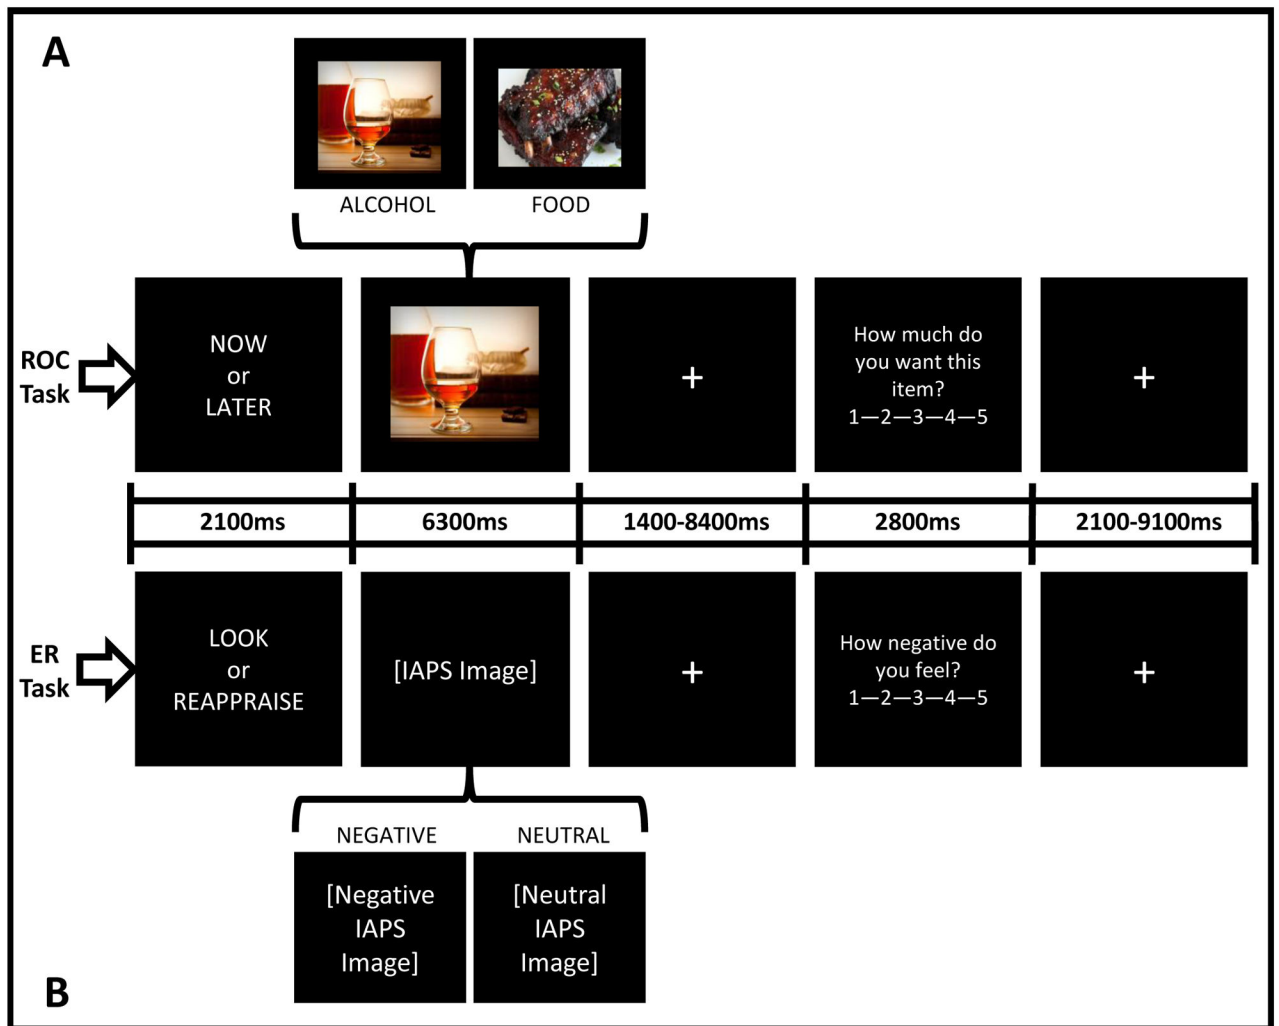 A
ALCOHOL
FOOD
ROC
Task
NOW
or
LATER
+
How much do
you want this
item?
1—2—3—4—5
+
2100ms
6300ms
1400-8400ms
2800ms
2100-9100ms
ER
Task
LOOK
or
REAPPRAISE
[IAPS Image]
+
How negative do
you feel?
1—2—3—4—5
+
NEGATIVE
NEUTRAL
[Negative
IAPS
Image]
[Neutral
IAPS
Image]
B